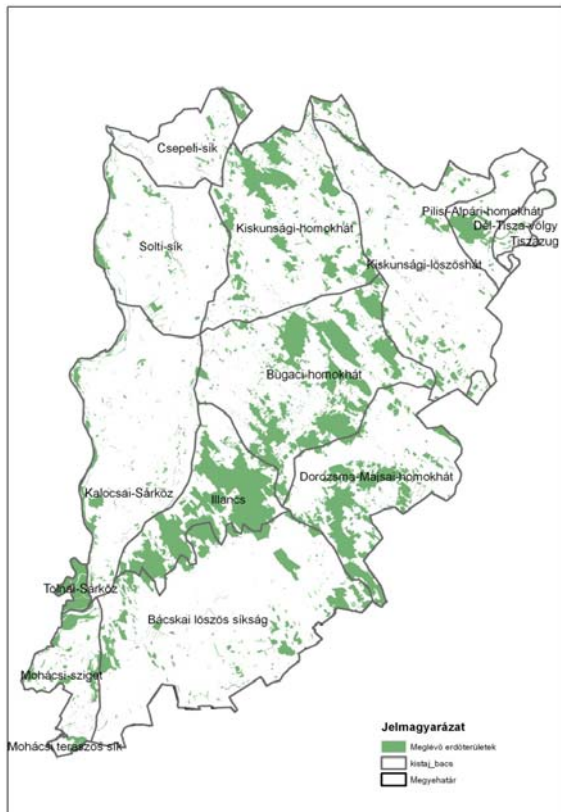 Csepeli-sík
Pilisi-Alpári-homokhát
Dél-Tisza-völgy
Kiskunsági-homokhát
Tiszazug
Solti-sík
Kiskunsági-löszöshát
Bugaci-homokhát
Dorozsma-Majsai-homokhát
Kalocsai-Sárköz
Illancs
Tolnai-Sárköz
Bácskai löszös síkság
Mohácsi-sziget
Mohácsi teraszos sík
Jelmagyarázat
Meglévő erdőterületek
kistaj_bacs
Megyehatár